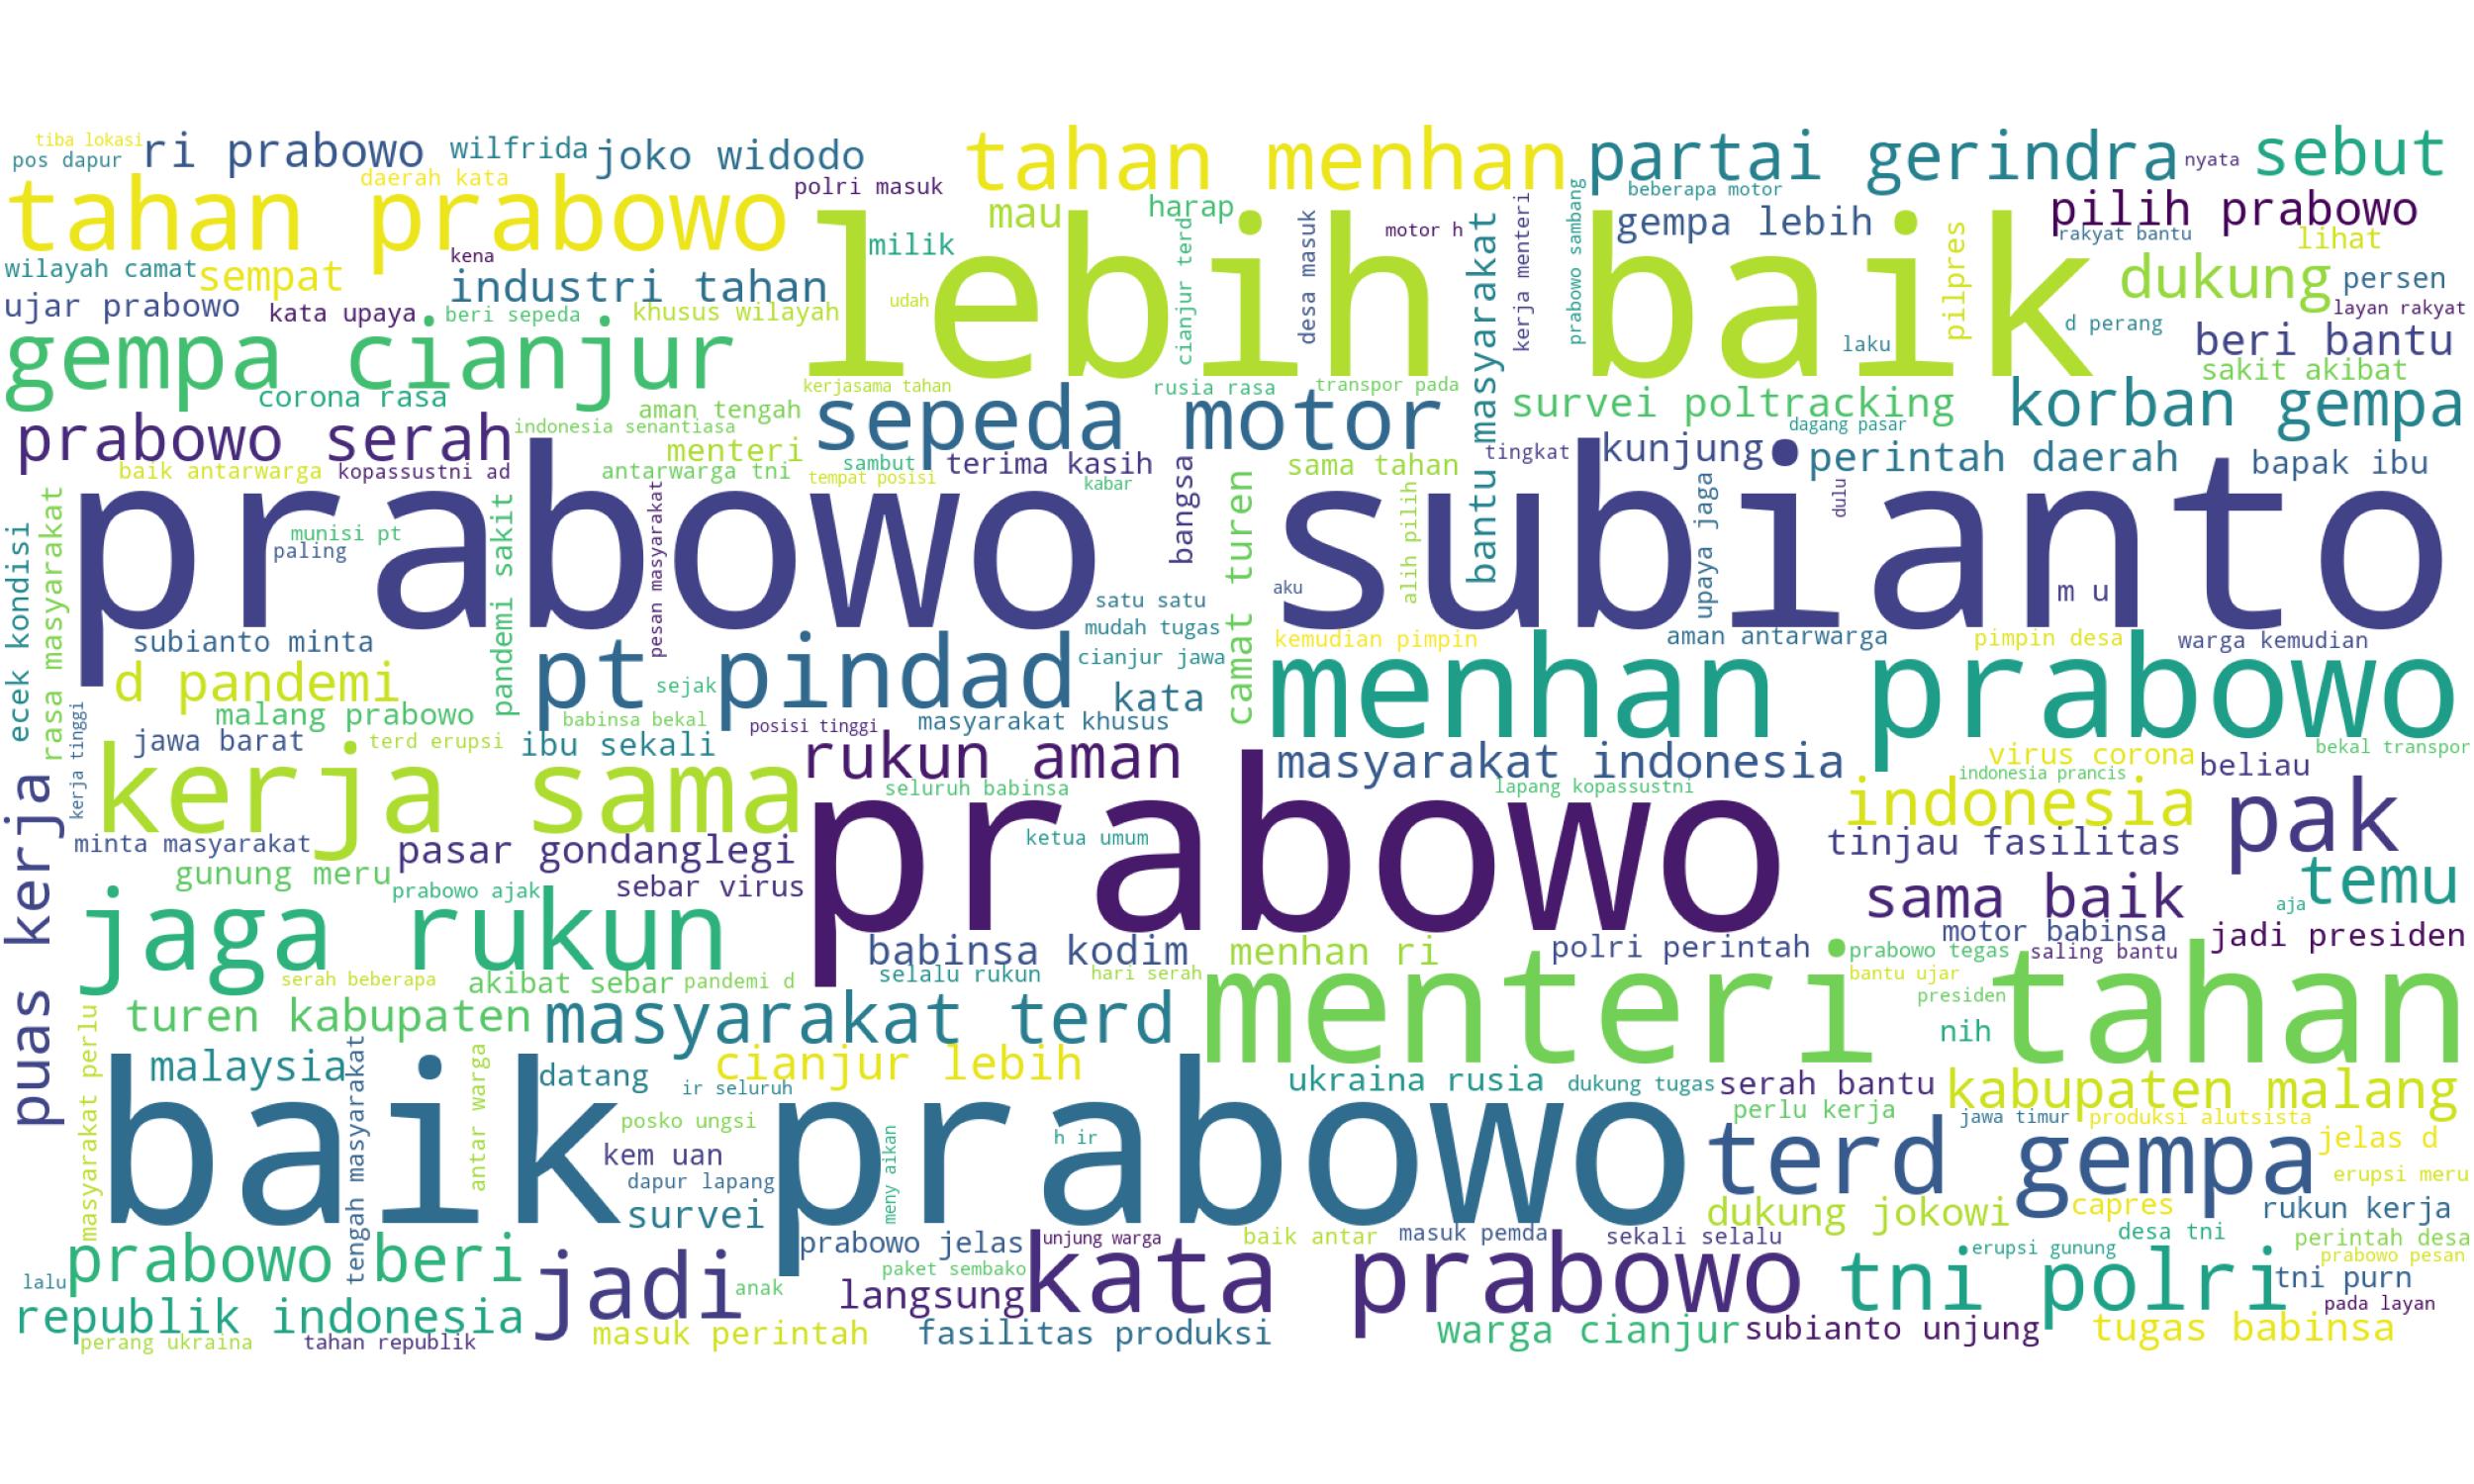 tiba lokasi
pos dapur
ri prabowo
wilfrida
joko widodo
tahan menhan
partai gerindra
nyata
sebut
tahan prabowo
daerah kata
polri masuk
mau
harap
beberapa motor
pilih prabowo
gempa lebih
rakyat bantu
lihat
motor h
desa masuk
kerja menteri
prabowo sambang
bantu masyarakat
cianjur terd
pilpres
milik
kena
wilayah camat
sempat
industri tahan
lebih baik
dukung
persen
ujar prabowo
kata upaya
beri sepeda
khusus wilayah
udah
layan rakyat
d perang
laku
beri bantu
gempa cianjur
corona rasa
kerjasama tahan
rusia rasa
transpor pada
sakit akibat
sepeda motor
survei poltracking
korban gempa
aman tengah
prabowo serah
indonesia senantiasa
menteri
dagang pasar
baik antarwarga
kopassustni ad
antarwarga tni
sambut
terima kasih
tempat posisi
kabar
sama tahan
tingkat
kunjung
perintah daerah
bapak ibu
bangsa
camat turen
alih pilih
upaya jaga
dulu
prabowo subianto
ecek kondisi
rasa masyarakat
munisi pt
paling
pandemi sakit
pesan masyarakat
aku
m u
satu satu
mudah tugas
subianto minta
kemudian pimpin
aman antarwarga
pimpin desa
warga kemudian
d pandemi
pt pindad
sejak
cianjur jawa
kata
menhan prabowo
malang prabowo
babinsa bekal
posisi tinggi
masyarakat khusus
jawa barat
terd erupsi
ibu sekali
kerja tinggi
rukun aman
masyarakat indonesia
virus corona
bekal transpor
beliau
indonesia prancis
kerja sama
seluruh babinsa
lapang kopassustni
indonesia
pak
puas kerja
minta masyarakat
pasar gondanglegi
prabowo
ketua umum
tinjau fasilitas
gunung meru
prabowo ajak
sebar virus
sama baik
temu
aja
jaga rukun
motor babinsa
jadi presiden
babinsa kodim
menhan ri
polri perintah
prabowo tegas
saling bantu
serah beberapa
akibat sebar
pandemi d
selalu rukun
hari serah
menteri tahan
bantu ujar
presiden
turen kabupaten
masyarakat terd
nih
masyarakat perlu
malaysia
tengah masyarakat
antar warga
datang
cianjur lebih
ir seluruh
ukraina rusia
dukung tugas
serah bantu
kabupaten malang
perlu kerja
jawa timur
produksi alutsista
baik prabowo
posko ungsi
h ir
meny aikan
kem uan
dapur lapang
survei
terd gempa
jelas d
erupsi meru
dukung jokowi
capres
rukun kerja
prabowo beri
prabowo jelas
unjung warga
baik antar
masuk pemda
sekali selalu
desa tni
perintah desa
erupsi gunung
prabowo pesan
lalu
jadi
anak
paket sembako
langsung
kata prabowo
tni polri
tni purn
pada layan
republik indonesia
perang ukraina
tahan republik
masuk perintah
fasilitas produksi
warga cianjur
subianto unjung
tugas babinsa